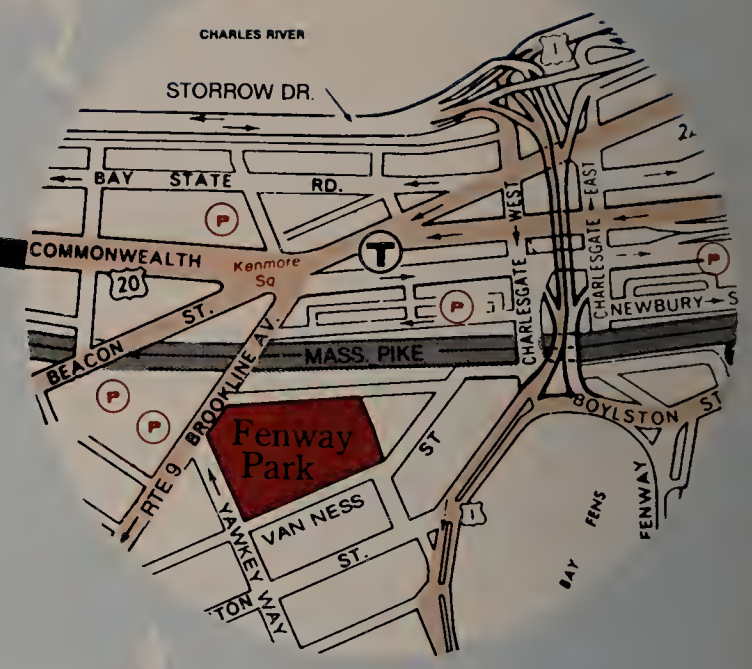 CHARLES RIVER
1
STORROW DR.
BAY STATE RD.
P
WEST
EAST
COMMONWEALTH
20
Kenmore
Sq
T
CHARLESGATE
CHARLESGATE
P
P
NEWBURY
BEACON ST.
MASS. PIKE
BROOKLINE AV.
P
P
Fenway
Park
BOYLSTON ST
ST
RTE 9
YAWKEY WAY
VAN NESS
ST.
1
BAY FENS
FENWAY
TON